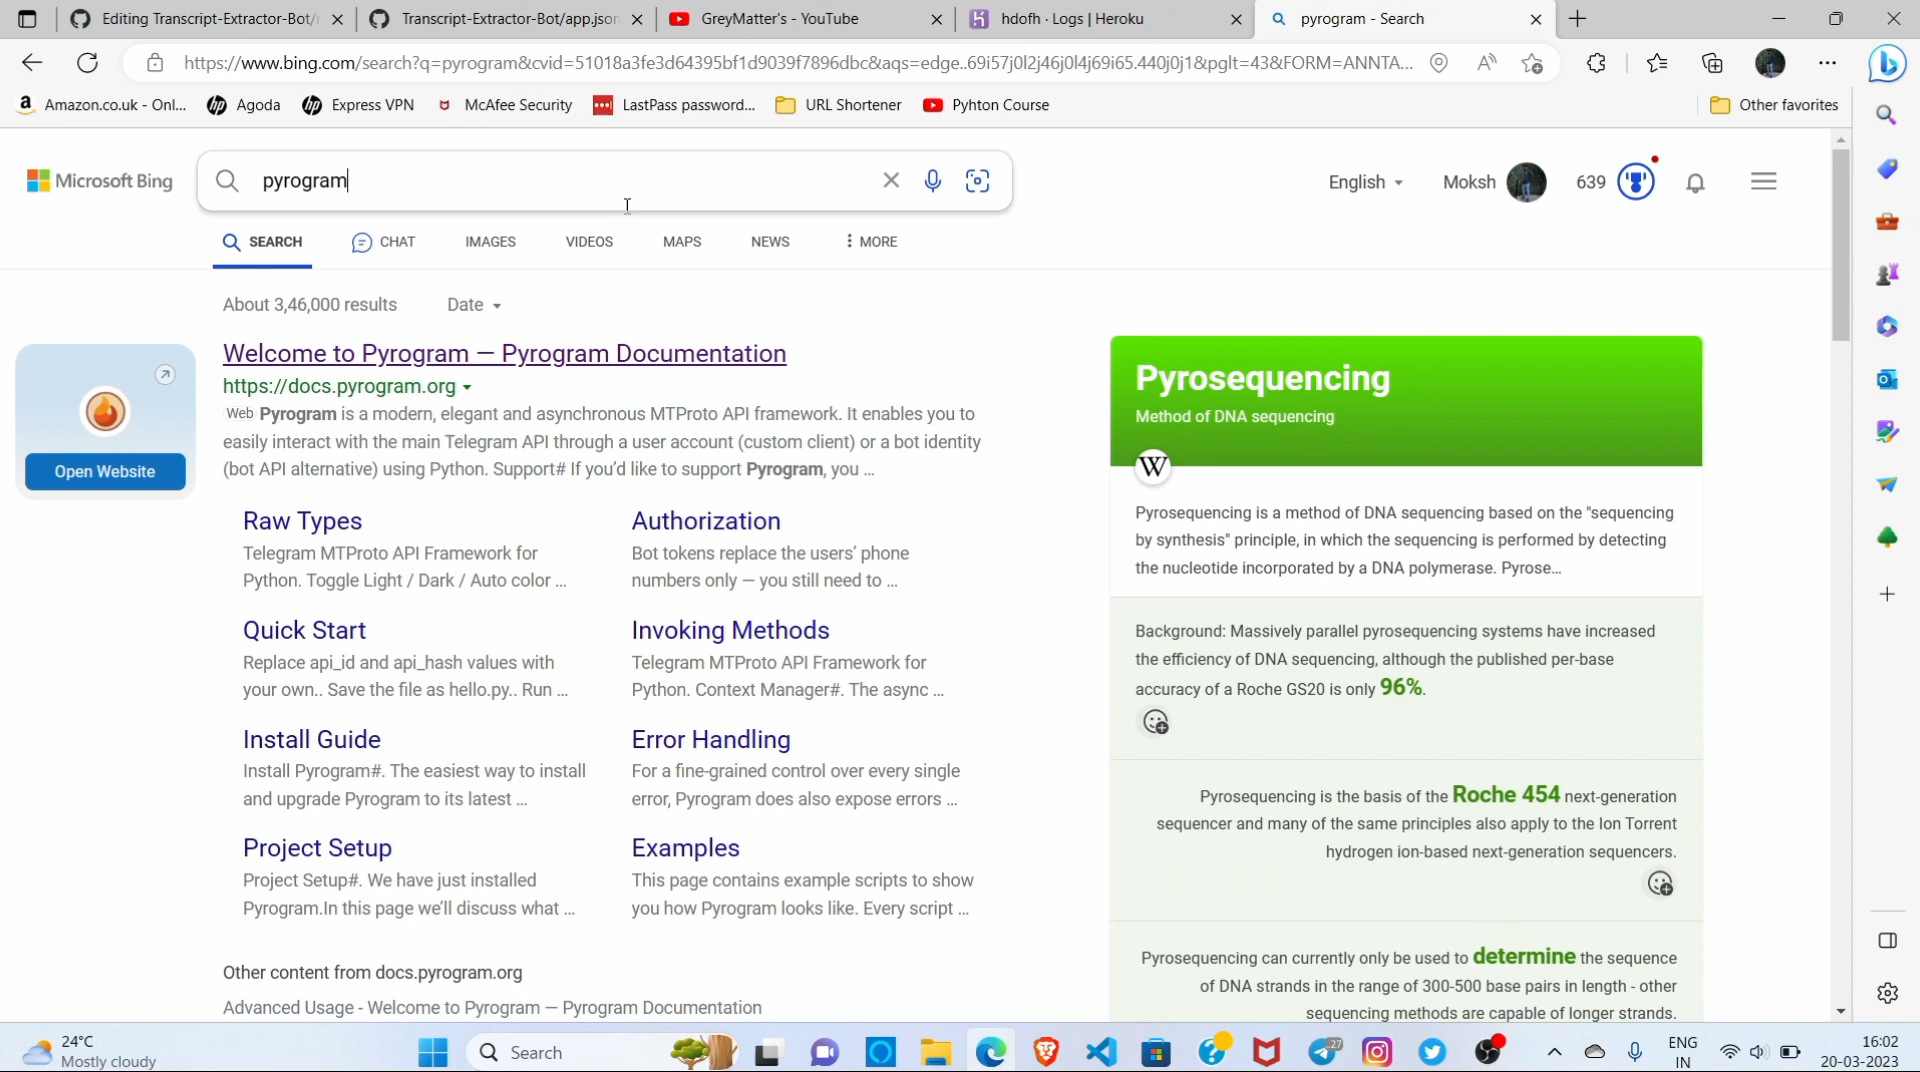 Editing Transcript-Extractor-Bot/r
Transcript-Extractor-Bot/app.json
GreyMatter's - YouTube
hdofh · Logs | Heroku
pyrogram - Search
https://www.bing.com/search?q=pyrogram&cvid=51018a3fe3d64395bf1d9039f7896dbc&aqs=edge..69i57j0l2j46j0l4j69i65.440j0j1&pglt=43&FORM=ANNTA...
Amazon.co.uk - Onl...
Agoda
Express VPN
McAfee Security
LastPass password...
URL Shortener
Pyhton Course
Other favorites
Microsoft Bing
pyrogram
English
Moksh
639
SEARCH
CHAT
IMAGES
VIDEOS
MAPS
NEWS
MORE
About 3,46,000 results
Date
Welcome to Pyrogram — Pyrogram Documentation
https://docs.pyrogram.org
Web Pyrogram is a modern, elegant and asynchronous MTProto API framework. It enables you to
easily interact with the main Telegram API through a user account (custom client) or a bot identity
(bot API alternative) using Python. Support# If you'd like to support Pyrogram, you ...
Open Website
Raw Types
Telegram MTProto API Framework for
Python. Toggle Light / Dark / Auto color ...
Authorization
Bot tokens replace the users' phone
numbers only — you still need to ...
Quick Start
Replace api_id and api_hash values with
your own.. Save the file as hello.py.. Run ...
Invoking Methods
Telegram MTProto API Framework for
Python. Context Manager#. The async ...
Install Guide
Install Pyrogram#. The easiest way to install
and upgrade Pyrogram to its latest ...
Error Handling
For a fine-grained control over every single
error, Pyrogram does also expose errors ...
Project Setup
Project Setup#. We have just installed
Pyrogram.In this page we'll discuss what ...
Examples
This page contains example scripts to show
you how Pyrogram looks like. Every script ...
Other content from docs.pyrogram.org
Advanced Usage - Welcome to Pyrogram — Pyrogram Documentation
Pyrosequencing
Method of DNA sequencing
W
Pyrosequencing is a method of DNA sequencing based on the "sequencing
by synthesis" principle, in which the sequencing is performed by detecting
the nucleotide incorporated by a DNA polymerase. Pyrose...
Background: Massively parallel pyrosequencing systems have increased
the efficiency of DNA sequencing, although the published per-base
accuracy of a Roche GS20 is only 96%.
Pyrosequencing is the basis of the Roche 454 next-generation
sequencer and many of the same principles also apply to the Ion Torrent
hydrogen ion-based next-generation sequencers.
Pyrosequencing can currently only be used to determine the sequence
of DNA strands in the range of 300-500 base pairs in length - other
sequencing methods are capable of longer strands.
24°C
Mostly cloudy
Search
27
ENG
IN
16:02
20-03-2023